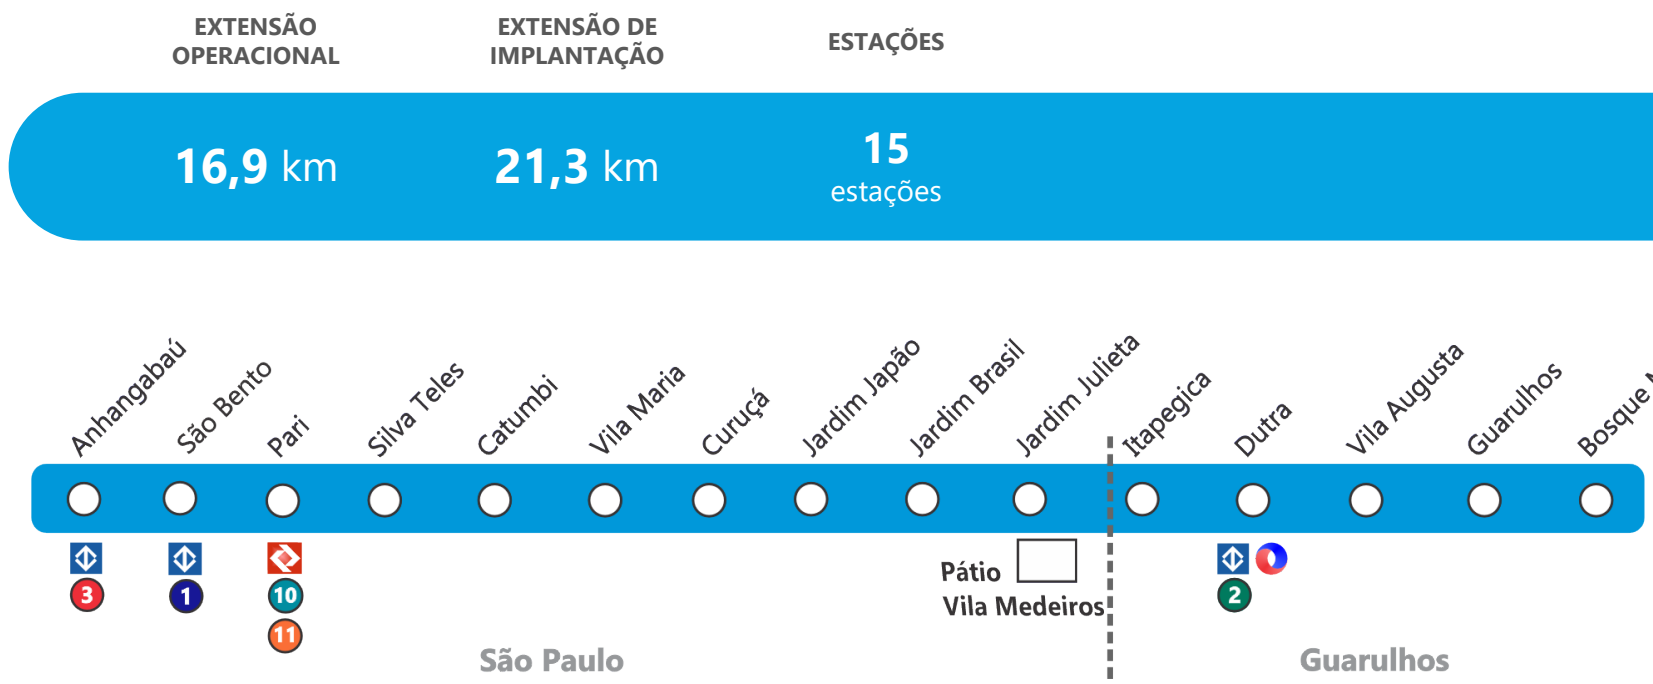 EXTENSÃO
OPERACIONAL
EXTENSÃO DE
IMPLANTAÇÃO
ESTAÇÕES
16,9 km
21,3 km
15
estações
Anhangabaú
São Bento
Pari
Silva Teles
Catumbi
Vila Maria
Curuçá
Jardim Japão
Jardim Brasil
Jardim Julieta
Itapegica
Dutra
Vila Augusta
Guarulhos
Bosque
3
1
10
11
Pátio
Vila Medeiros
2
São Paulo
Guarulhos